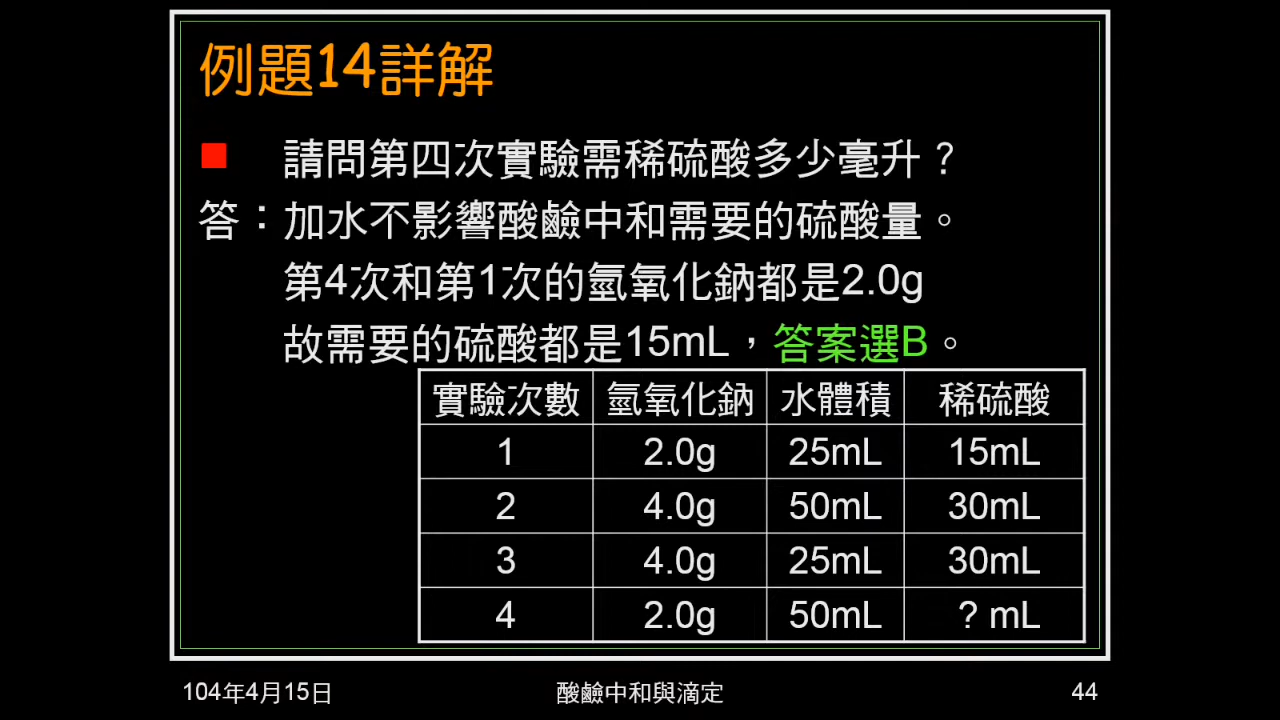 例題14詳解
請問第四次實驗需稀硫酸多少毫升？
答：加水不影響酸鹼中和需要的硫酸量。
第4次和第1次的氫氧化鈉都是2.0g
故需要的硫酸都是15mL，答案選B。
實驗次數 氫氧化鈉 水體積 稀硫酸
1 2.0g 25mL 15mL
2 4.0g 50mL 30mL
3 4.0g 25mL 30mL
4 2.0g 50mL ？mL
104年4月15日 酸鹼中和與滴定 44